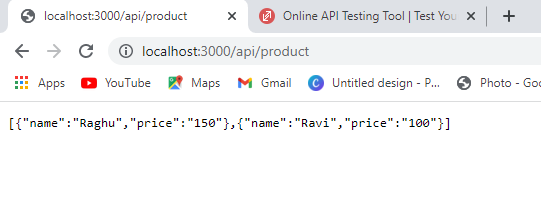 localhost:3000/api/product
Online API Testing Tool | Test You
localhost:3000/api/product
Apps YouTube Maps Gmail Untitled design - P... Photo - Goo
[{"name":"Raghu","price":"150"},{"name":"Ravi","price":"100"}]